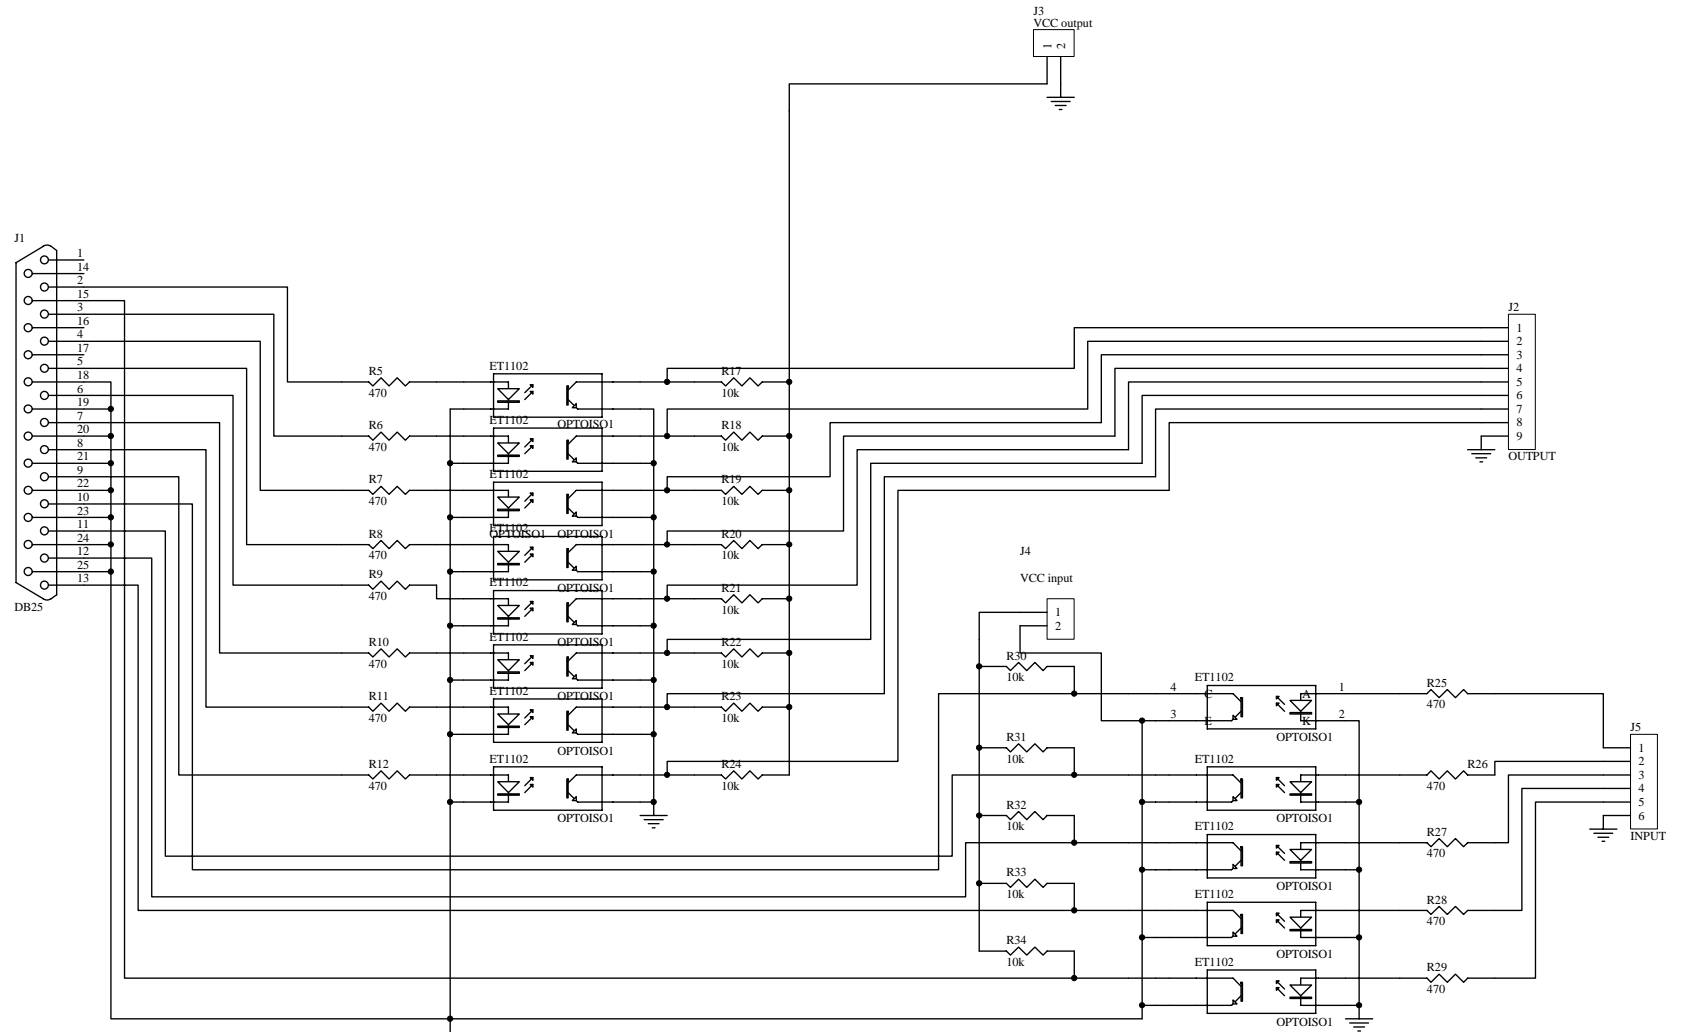 J3
VCC output
1 2
J1
1
14
2
15
3
16
4
17
5
18
6
19
7
20
8
21
9
22
10
23
11
24
12
25
13
DB25
R5
470
R6
470
R7
470
R8
470
R9
470
R10
470
R11
470
R12
470
ET1102
OPTOISO1
ET1102
ET1102
OPTOISO1
OPTOISO1
ET1102
ET1102
OPTOISO1
ET1102
OPTOISO1
ET1102
OPTOISO1
ET1102
OPTOISO1
OPTOISO1
R17
10k
R18
10k
R19
10k
R20
10k
R21
10k
R22
10k
R23
10k
R24
10k
J2
1
2
3
4
5
6
7
8
9
OUTPUT
J4
VCC input
1
2
R30
10k
R31
10k
R32
10k
R33
10k
R34
10k
ET1102
4 C A 1
3 E K 2
OPTOISO1
ET1102
OPTOISO1
ET1102
OPTOISO1
ET1102
OPTOISO1
ET1102
OPTOISO1
R25
470
R26
470
R27
470
R28
470
R29
470
J5
1
2
3
4
5
6
INPUT